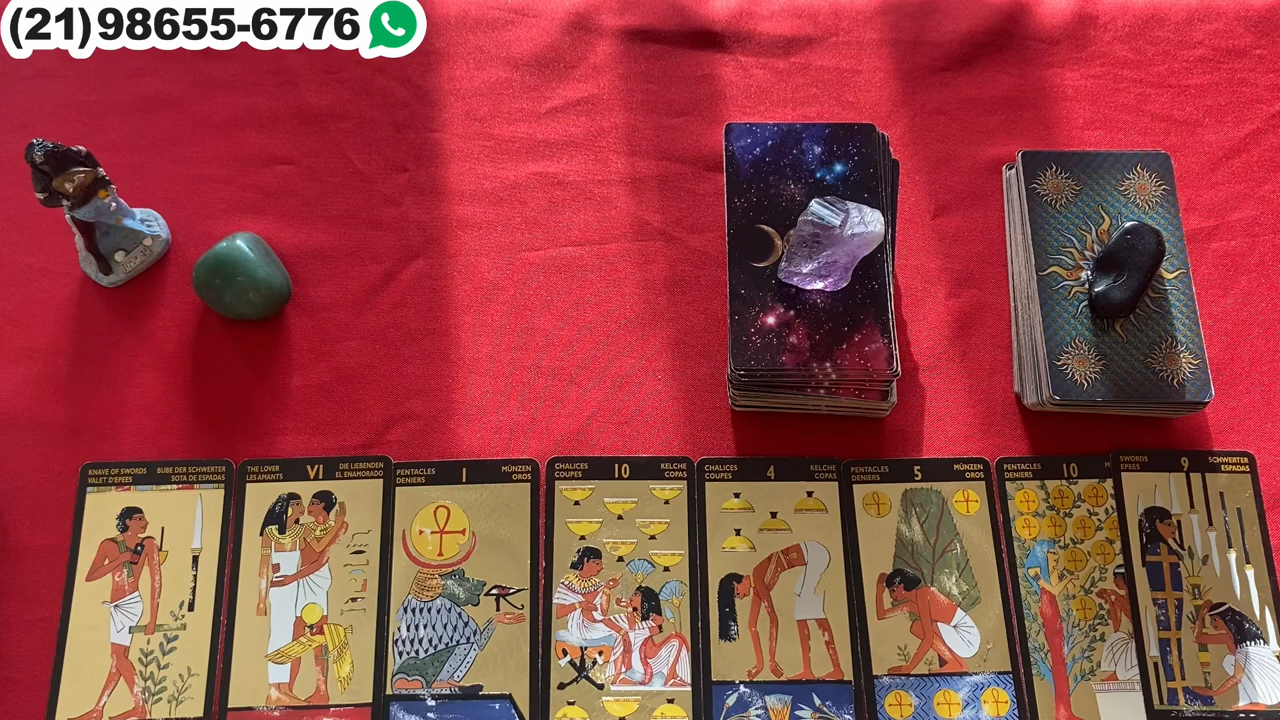 (21)98655-6776
KNAVE OF SWORDS BUBE DER SCHWERTER
VALET D'EPEES SOTA DE ESPADAS
THE LOVER VI DIE LIEBENDEN
LES AMANTS EL ENAMORADO
PENTACLES I MÜNZEN
DENIERS OROS
CHALICES 10 KELCHE
COUPES COPAS
CHALICES 4 KELCHE
COUPES COPAS
PENTACLES 5 MÜNZEN
DENIERS OROS
PENTACLES 10
DENIERS
SWORDS 9 SCHWERTER
EPEES ESPADAS